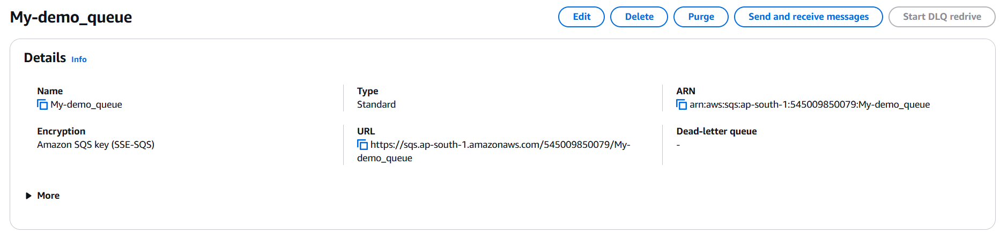 My-demo_queue
Edit
Delete
Purge
Send and receive messages
Start DLQ redrive
Details Info
Name
My-demo_queue
Type
Standard
ARN
arn:aws:sqs:ap-south-1:545009850079:My-demo_queue
Encryption
Amazon SQS key (SSE-SQS)
URL
https://sqs.ap-south-1.amazonaws.com/545009850079/My-
demo_queue
Dead-letter queue
-
More